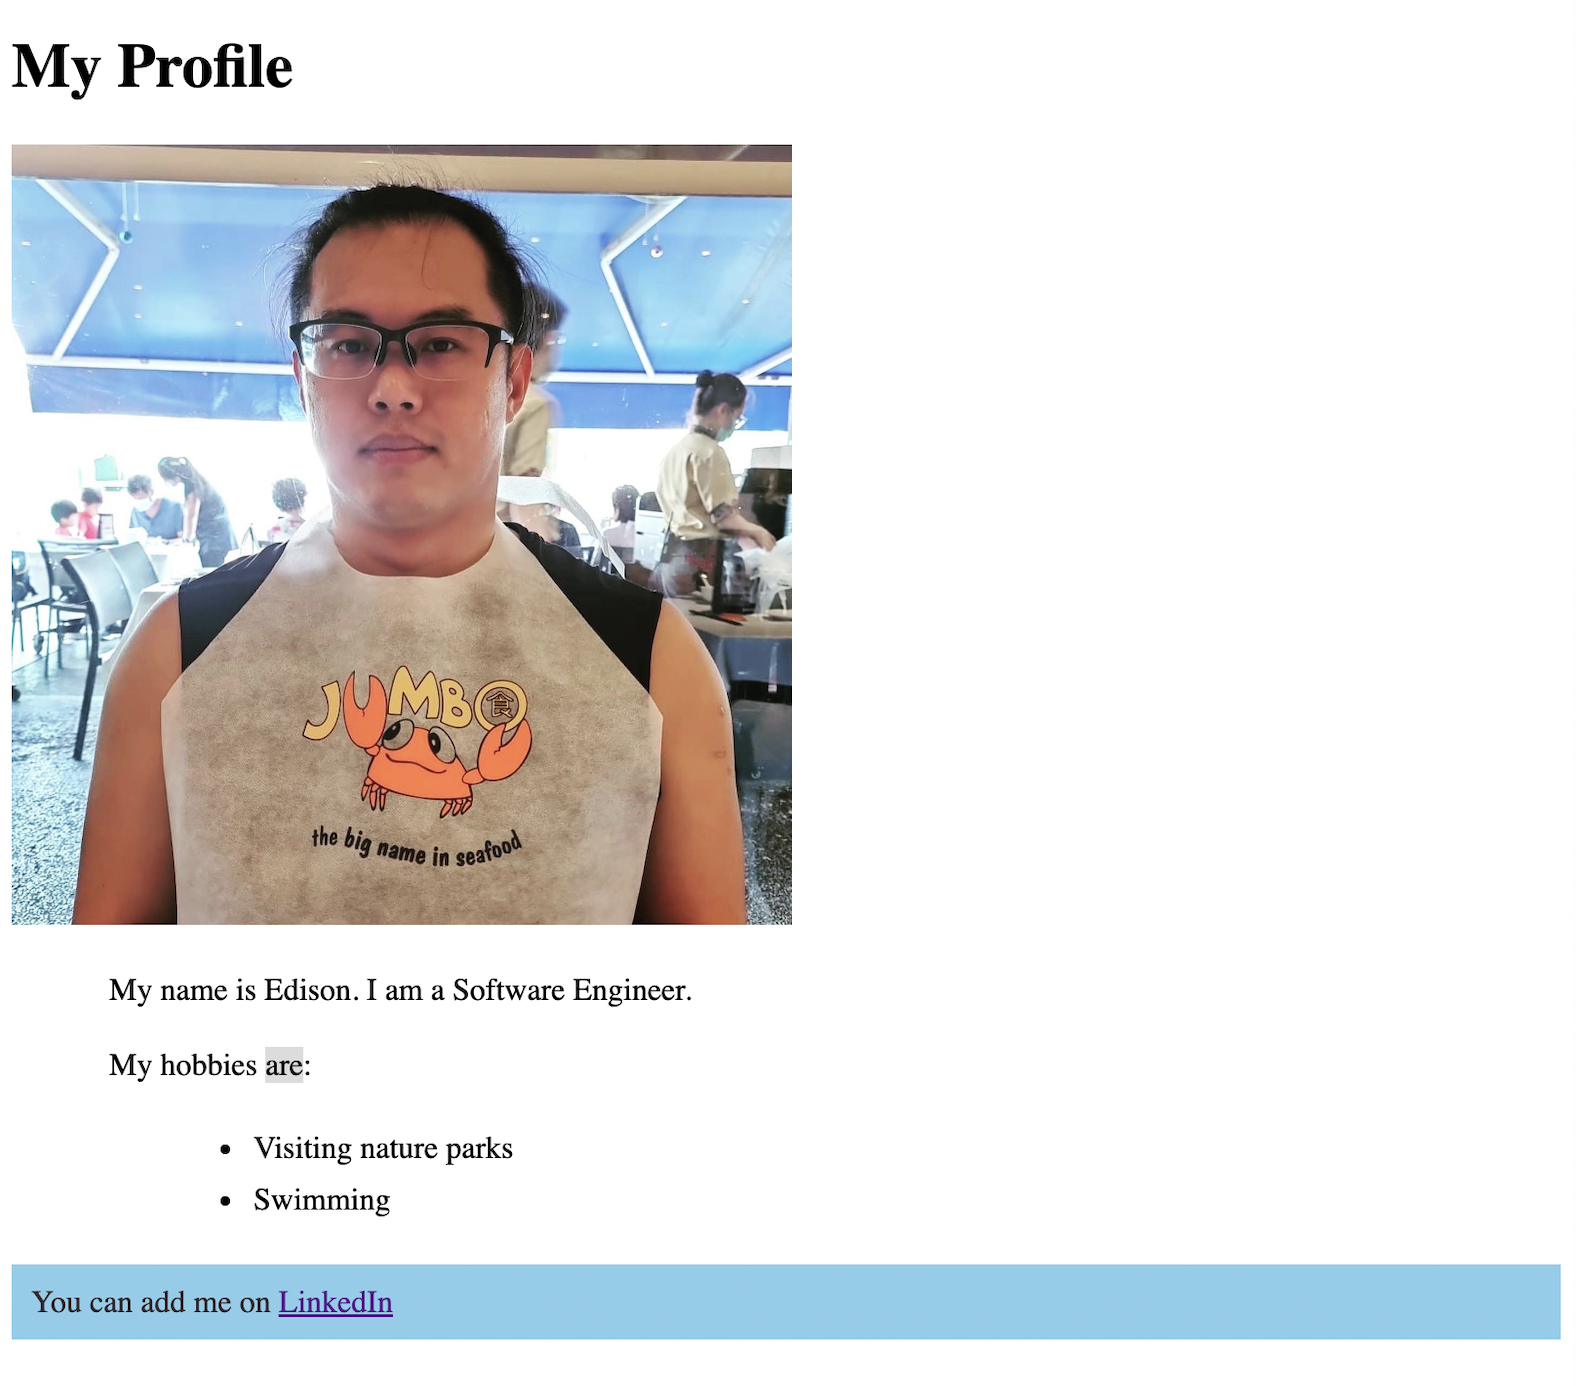 My Profile
JUMBO
食
the big name in seafood
My name is Edison. I am a Software Engineer.
My hobbies are:
Visiting nature parks
Swimming
You can add me on LinkedIn